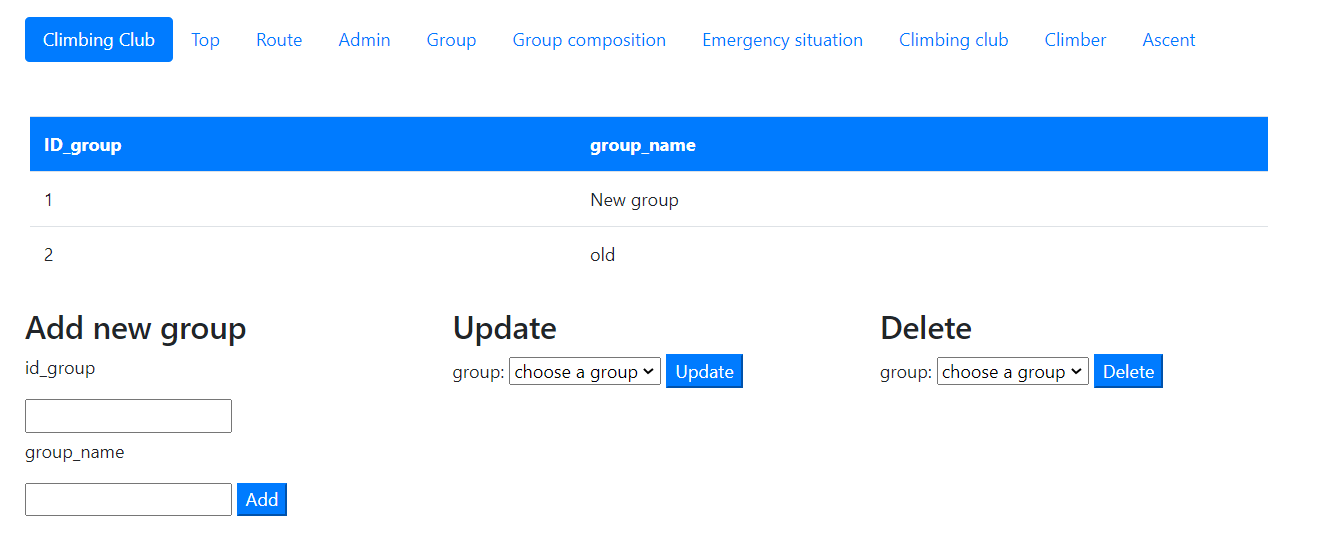 Climbing Club Top Route Admin Group Group composition Emergency situation Climbing club Climber Ascent
ID_group group_name
1 New group
2 old
Add new group
id_group
group_name
Add
Update
group: choose a group Update
Delete
group: choose a group Delete